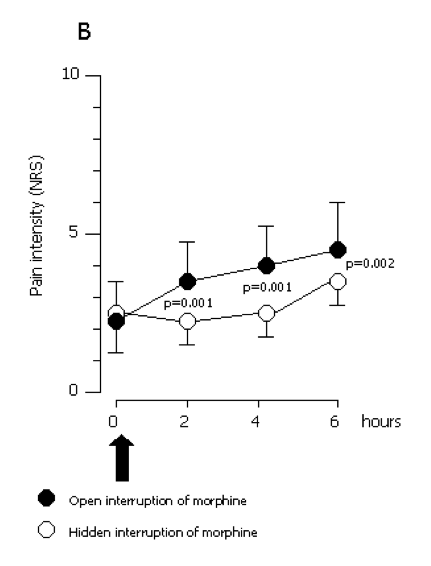 B
10
Pain intensity (NRS)
5
p=0.002
p=0.001
p=0.001
0
0 2 4 6 hours
Open interruption of morphine
Hidden interruption of morphine